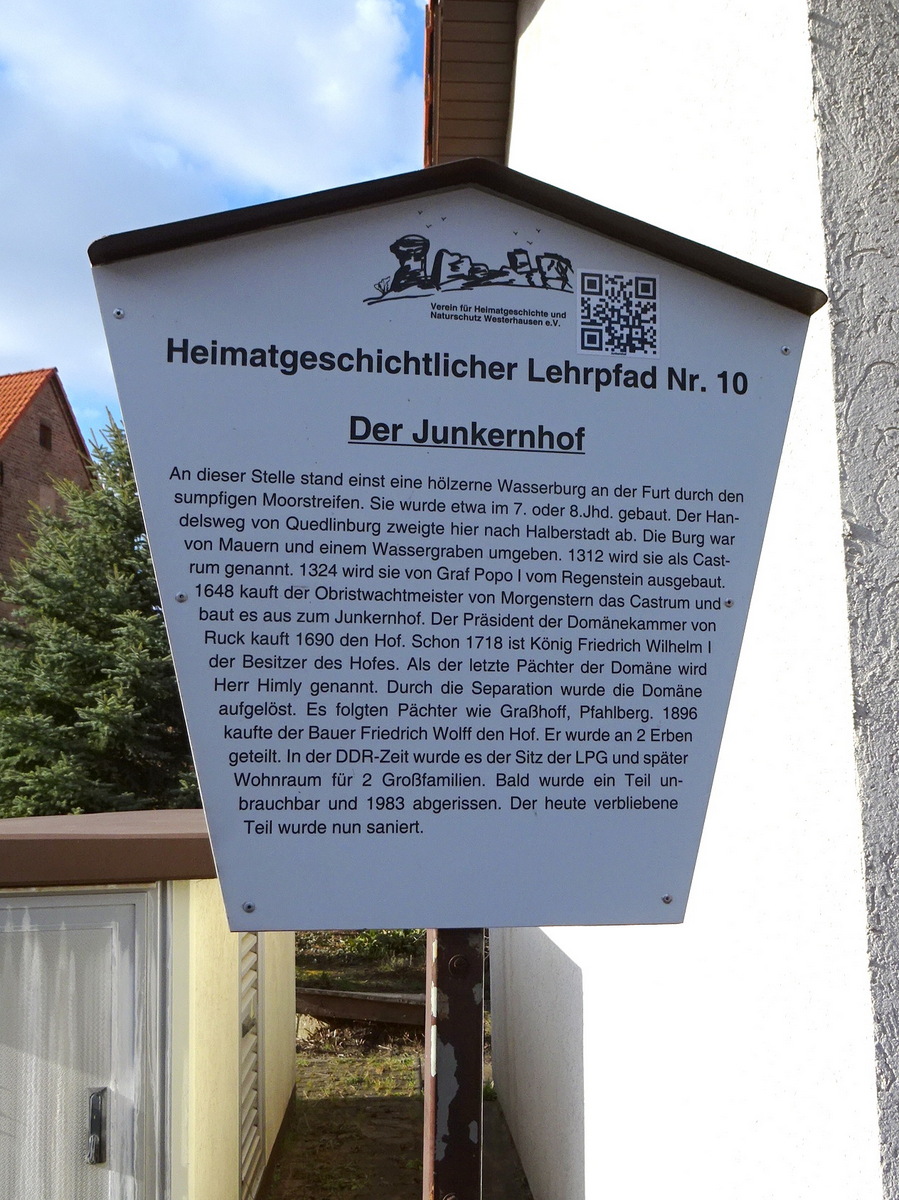 Verein für Heimatgeschichte und
Naturschutz Westerhausen e.V.
Heimatgeschichtlicher Lehrpfad Nr. 10
Der Junkernhof
An dieser Stelle stand einst eine hölzerne Wasserburg an der Furt durch den
sumpfigen Moorstreifen. Sie wurde etwa im 7. oder 8.Jhd. gebaut. Der Han-
delsweg von Quedlinburg zweigte hier nach Halberstadt ab. Die Burg war
von Mauern und einem Wassergraben umgeben. 1312 wird sie als Cast-
rum genannt. 1324 wird sie von Graf Popo I vom Regenstein ausgebaut.
1648 kauft der Obristwachtmeister von Morgenstern das Castrum und
baut es aus zum Junkernhof. Der Präsident der Domänekammer von
Ruck kauft 1690 den Hof. Schon 1718 ist König Friedrich Wilhelm I
der Besitzer des Hofes. Als der letzte Pächter der Domäne wird
Herr Himly genannt. Durch die Separation wurde die Domäne
aufgelöst. Es folgten Pächter wie Graßhoff, Pfahlberg. 1896
kaufte der Bauer Friedrich Wolff den Hof. Er wurde an 2 Erben
geteilt. In der DDR-Zeit wurde es der Sitz der LPG und später
Wohnraum für 2 Großfamilien. Bald wurde ein Teil un-
brauchbar und 1983 abgerissen. Der heute verbliebene
Teil wurde nun saniert.